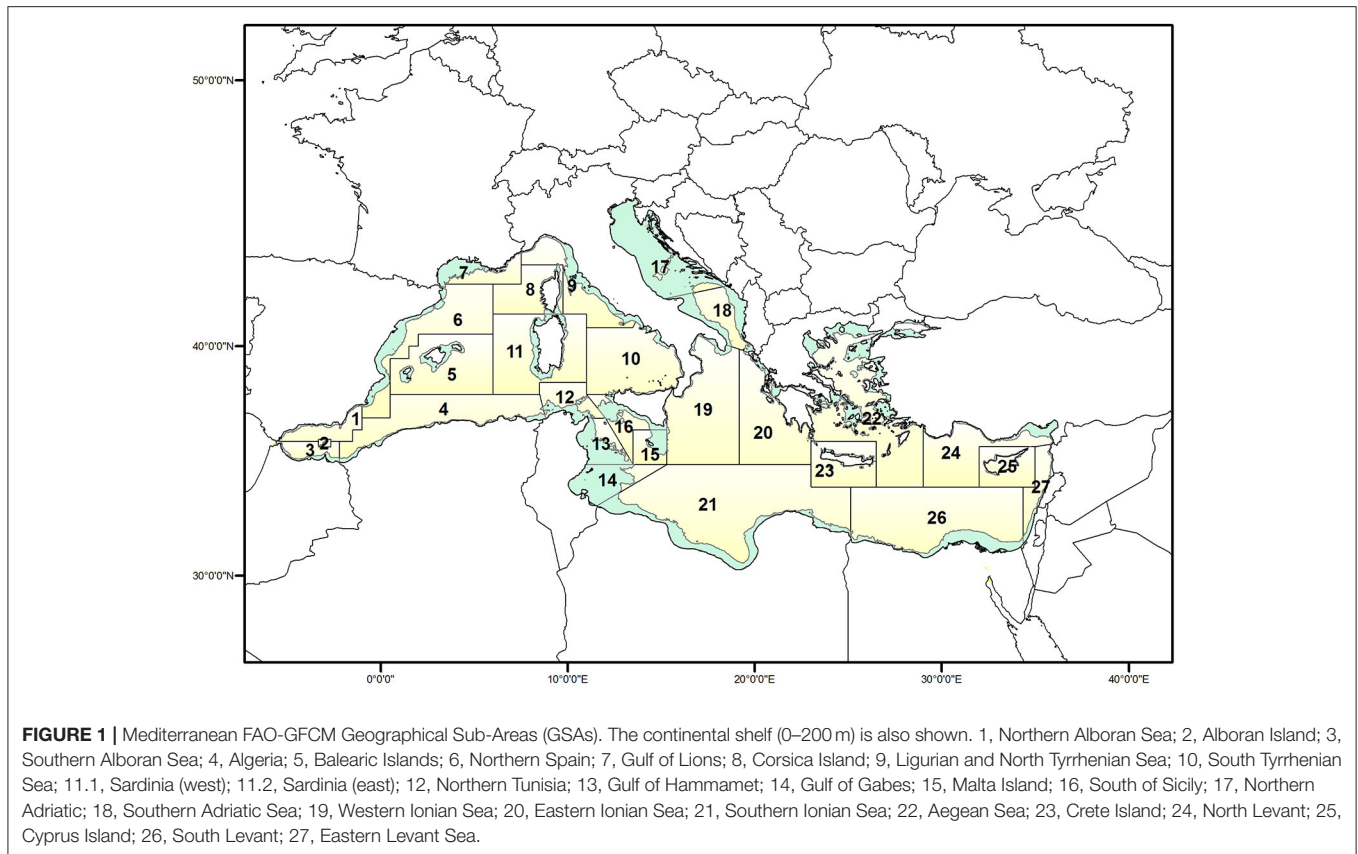 50°0'0"N
40°0'0"N
30°0'0"N
17
7
9
8
18
6
11
10
5
22
12
4
1
19
16
20
24
2
3
13
15
23
25
27
14
21
26
0°0'0"
10°0'0"E
20°0'0"E
30°0'0"E
40°0'0"E
FIGURE 1 | Mediterranean FAO-GFCM Geographical Sub-Areas (GSAs). The continental shelf (0–200 m) is also shown. 1, Northern Alboran Sea; 2, Alboran Island; 3,
Southern Alboran Sea; 4, Algeria; 5, Balearic Islands; 6, Northern Spain; 7, Gulf of Lions; 8, Corsica Island; 9, Ligurian and North Tyrrhenian Sea; 10, South Tyrrhenian
Sea; 11.1, Sardinia (west); 11.2, Sardinia (east); 12, Northern Tunisia; 13, Gulf of Hammamet; 14, Gulf of Gabes; 15, Malta Island; 16, South of Sicily; 17, Northern
Adriatic; 18, Southern Adriatic Sea; 19, Western Ionian Sea; 20, Eastern Ionian Sea; 21, Southern Ionian Sea; 22, Aegean Sea; 23, Crete Island; 24, North Levant; 25,
Cyprus Island; 26, South Levant; 27, Eastern Levant Sea.